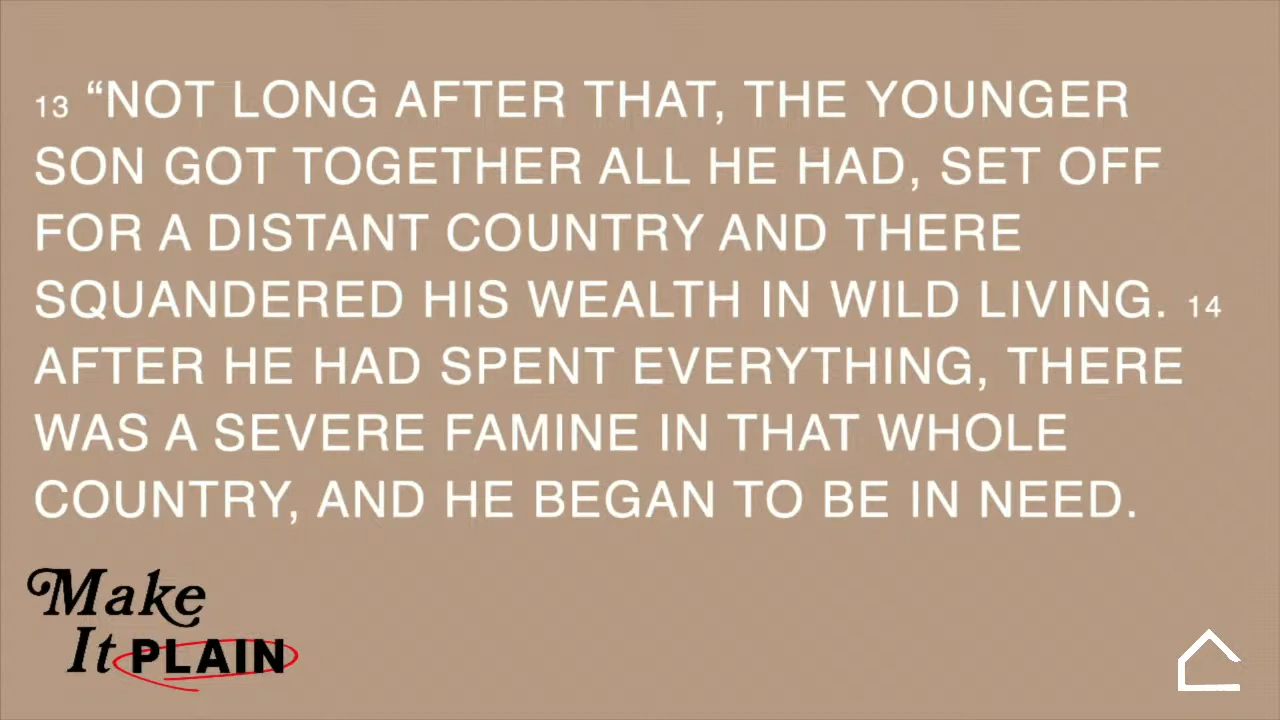 13 “NOT LONG AFTER THAT, THE YOUNGER
SON GOT TOGETHER ALL HE HAD, SET OFF
FOR A DISTANT COUNTRY AND THERE
SQUANDERED HIS WEALTH IN WILD LIVING. 14
AFTER HE HAD SPENT EVERYTHING, THERE
WAS A SEVERE FAMINE IN THAT WHOLE
COUNTRY, AND HE BEGAN TO BE IN NEED.
Make
It PLAIN